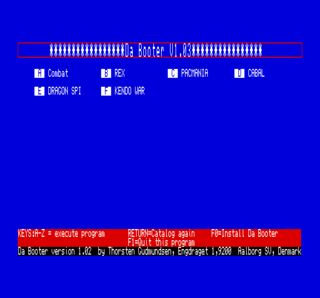 *****************Da Booter V1.03****************
A Combat B REX C PACMANIA D CABAL
E DRAGON SPI F KENDO WAR
KEYS:A-Z = execute program RETURN=Catalog again F0=Install Da Booter
F1=Quit this program
Da Booter version 1.02 by Thorsten Gudmundsen, Engdraget 1,9200 Aalborg SV, Denmark